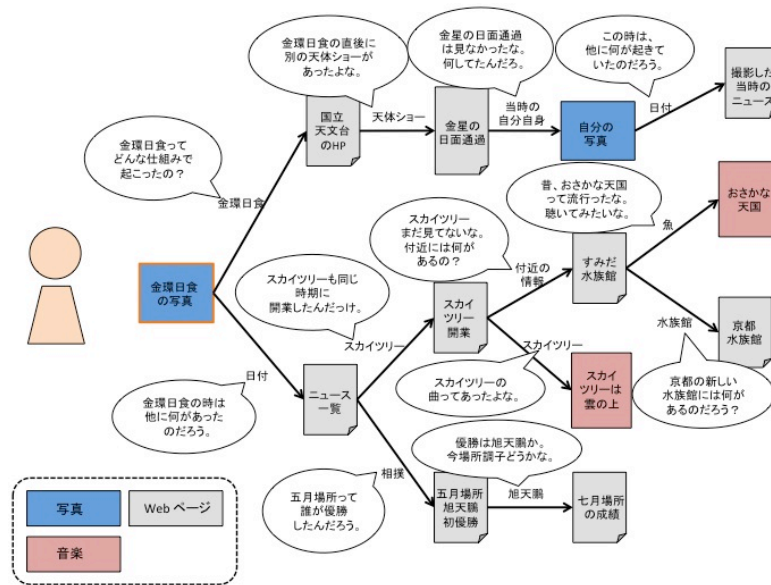 金環日食の直後に
別の天体ショーが
あったよな。
金星の日面通過
は見なかったな。
何してたんだろ。
この時は、
他に何が起きて
いたのだろう。
撮影した
当時の
ニュース
国立
天文台
のHP
天体ショー
金星の
日面通過
当時の
自分自身
自分の
写真
日付
金環日食って
どんな仕組みで
起こったの？
金環日食
昔、おさかな天国
って流行ったな。
聴いてみたいな。
おさかな
天国
魚
スカイツリー
まだ見てないな。
付近には何が
あるの？
付近の
情報
すみだ
水族館
金環日食
の写真
スカイツリーも同じ
時期に
開業したんだっけ。
スカイツリー
スカイ
ツリー
開業
水族館
京都
水族館
スカイツリー
日付
ニュース
一覧
スカイツリーの
曲ってあったよな。
スカイ
ツリーは
雲の上
京都の新しい
水族館には何が
あるのだろう？
金環日食の時は
他に何があった
のだろう。
相撲
優勝は旭天鵬か。
今場所調子どうかな。
五月場所って
誰が優勝
したんだろう。
五月場所
旭天鵬
初優勝
旭天鵬
七月場所
の成績
写真
Web ページ
音楽